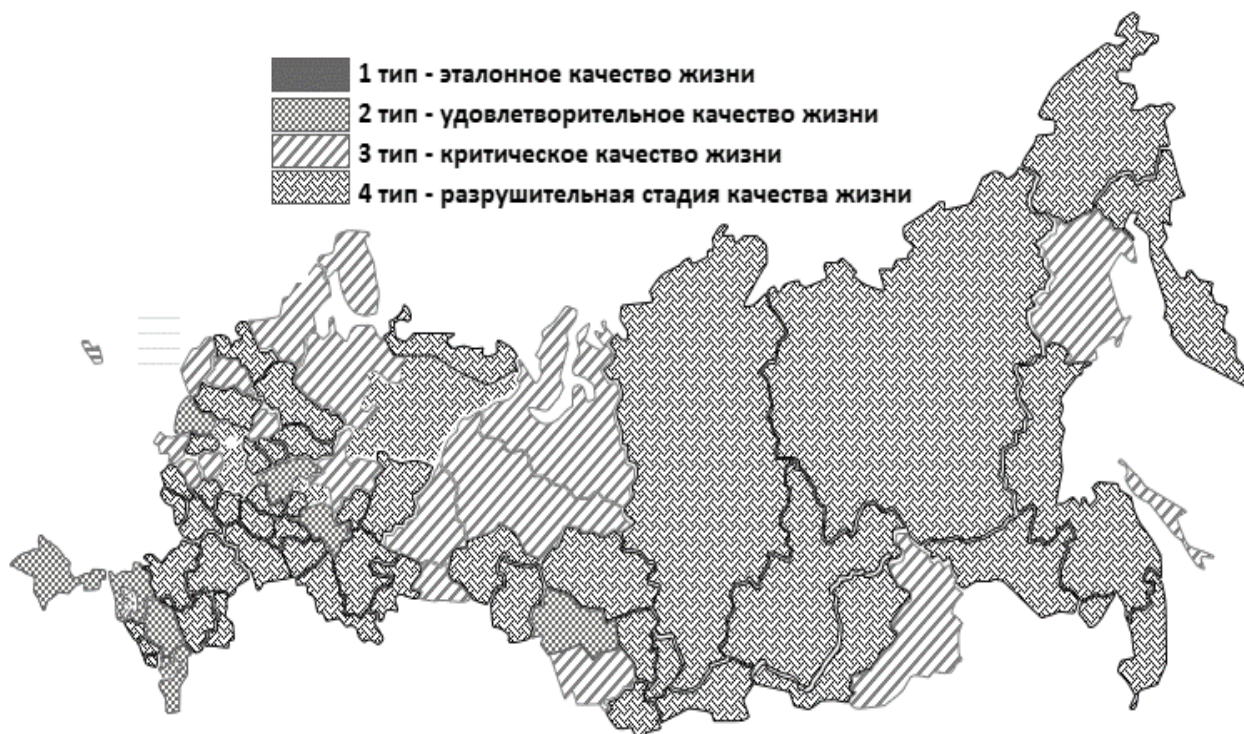 1 тип - эталонное качество жизни
2 тип - удовлетворительное качество жизни
3 тип - критическое качество жизни
4 тип - разрушительная стадия качества жизни